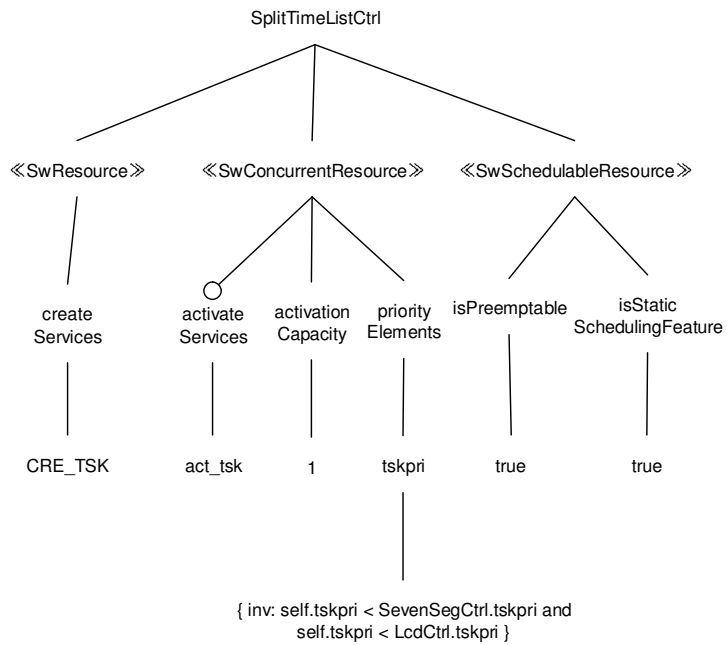 SplitTimeListCtrl
≪SwResource≫ ≪SwConcurrentResource≫ ≪SwSchedulableResource≫
create
Services
activate
Services
activation
Capacity
priority
Elements
isPreemptable
isStatic
SchedulingFeature
CRE_TSK act_tsk 1 tskpri true true
{ inv: self.tskpri < SevenSegCtrl.tskpri and
self.tskpri < LcdCtrl.tskpri }